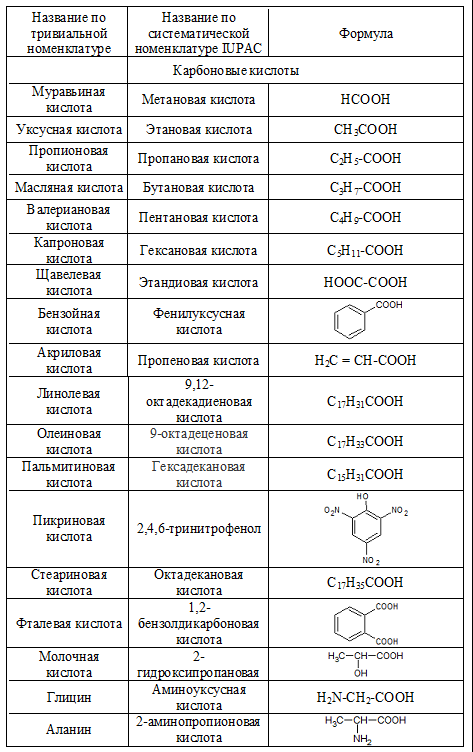 Название по тривиальной номенклатуре	Название по систематической номенклатуре IUPAC	Формула
Карбоновые кислоты
Муравьиная кислота	Метановая кислота	HCOOH
Уксусная кислота	Этановая кислота	CH₃COOH
Пропионовая кислота	Пропановая кислота	C₂H₅-COOH
Масляная кислота	Бутановая кислота	C₃H₇-COOH
Валериановая кислота	Пентановая кислота	C₄H₉-COOH
Капроновая кислота	Гексановая кислота	C₅H₁₁-COOH
Щавелевая кислота	Этандиовая кислота	HOOC-COOH
Бензойная кислота	Фенилуксусная кислота	COOH
Акриловая кислота	Пропеновая кислота	H₂C = CH-COOH
Линолевая кислота	9,12-октадекадиеновая кислота	C₁₇H₃₁COOH
Олеиновая кислота	9-октадеценовая кислота	C₁₇H₃₃COOH
Пальмитиновая кислота	Гексадекановая кислота	C₁₅H₃₁COOH
Пикриновая кислота	2,4,6-тринитрофенол	HO O₂N NO₂ NO₂
Стеариновая кислота	Октадекановая кислота	C₁₇H₃₅COOH
Фталевая кислота	1,2-бензолдикарбоновая кислота	COOH COOH
Молочная кислота	2-гидроксипропановая	H₃C—CH—COOH OH
Глицин	Аминоуксусная кислота	H₂N-CH₂-COOH
Аланин	2-аминопропионовая кислота	H₃C—CH—COOH NH₂